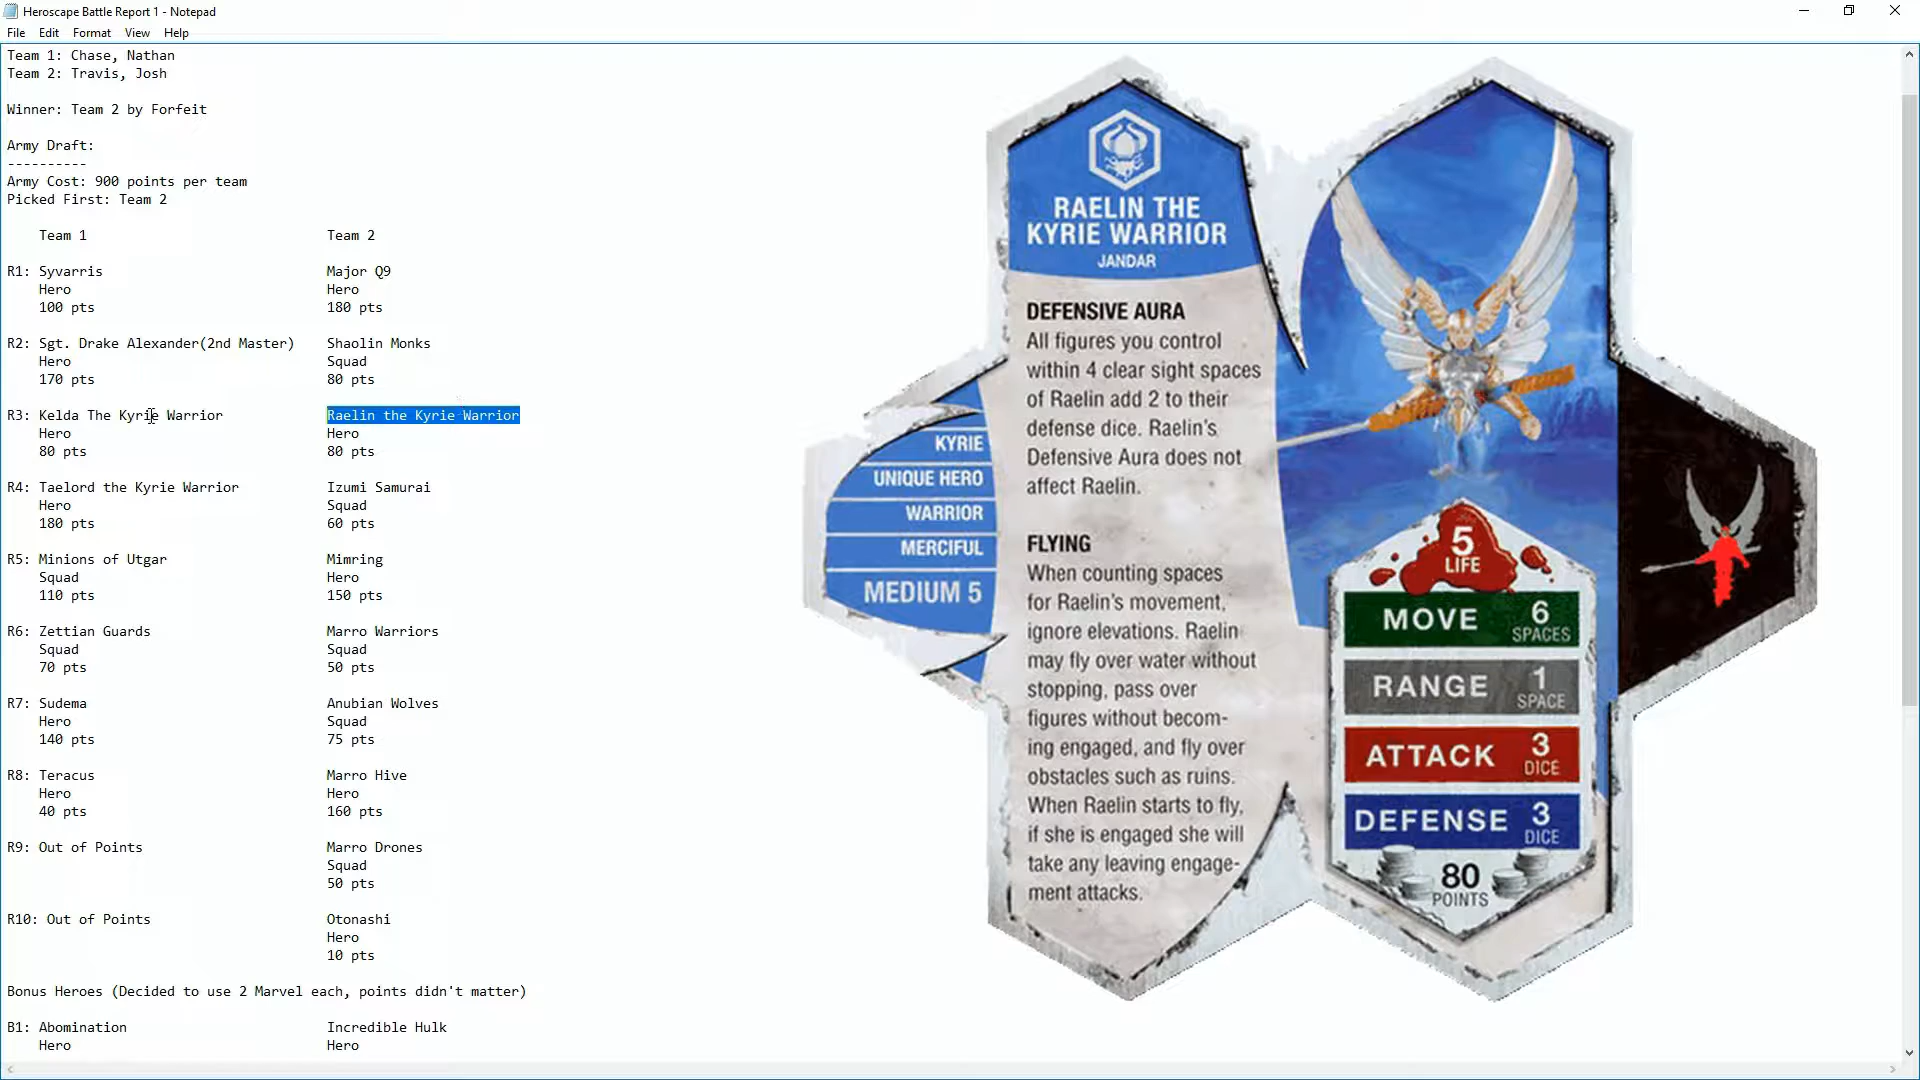 Heroscape Battle Report 1 - Notepad
File Edit Format View Help
Team 1: Chase, Nathan
Team 2: Travis, Josh
Winner: Team 2 by Forfeit
Army Draft:
----------
Army Cost: 900 points per team
Picked First: Team 2
Team 1 Team 2
R1: Syvarris Major Q9
Hero Hero
100 pts 180 pts
R2: Sgt. Drake Alexander(2nd Master) Shaolin Monks
Hero Squad
170 pts 80 pts
R3: Kelda The Kyrie Warrior Raelin the Kyrie Warrior
Hero Hero
80 pts 80 pts
R4: Taelord the Kyrie Warrior Izumi Samurai
Hero Squad
180 pts 60 pts
R5: Minions of Utgar Mimring
Squad Hero
110 pts 150 pts
R6: Zettian Guards Marro Warriors
Squad Squad
70 pts 50 pts
R7: Sudema Anubian Wolves
Hero Squad
140 pts 75 pts
R8: Teracus Marro Hive
Hero Hero
40 pts 160 pts
R9: Out of Points Marro Drones
Squad
50 pts
R10: Out of Points Otonashi
Hero
10 pts
Bonus Heroes (Decided to use 2 Marvel each, points didn't matter)
B1: Abomination Incredible Hulk
Hero Hero
RAELIN THE
KYRIE WARRIOR
JANDAR
DEFENSIVE AURA
All figures you control
within 4 clear sight spaces
of Raelin add 2 to their
defense dice. Raelin's
Defensive Aura does not
affect Raelin.
FLYING
When counting spaces
for Raelin's movement,
ignore elevations. Raelin
may fly over water without
stopping, pass over
figures without becom-
ing engaged, and fly over
obstacles such as ruins.
When Raelin starts to fly,
if she is engaged she will
take any leaving engage-
ment attacks.
KYRIE
UNIQUE HERO
WARRIOR
MERCIFUL
MEDIUM 5
5
LIFE
MOVE 6
SPACES
RANGE 1
SPACE
ATTACK 3
DICE
DEFENSE 3
DICE
80
POINTS